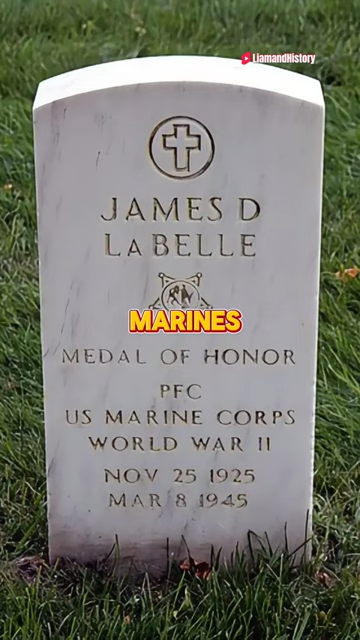 LiamandHistory
JAMES D
LABELLE
MARINES
MEDAL OF HONOR
PFC
US MARINE CORPS
WORLD WAR II
NOV 25 1925
MAR 8 1945